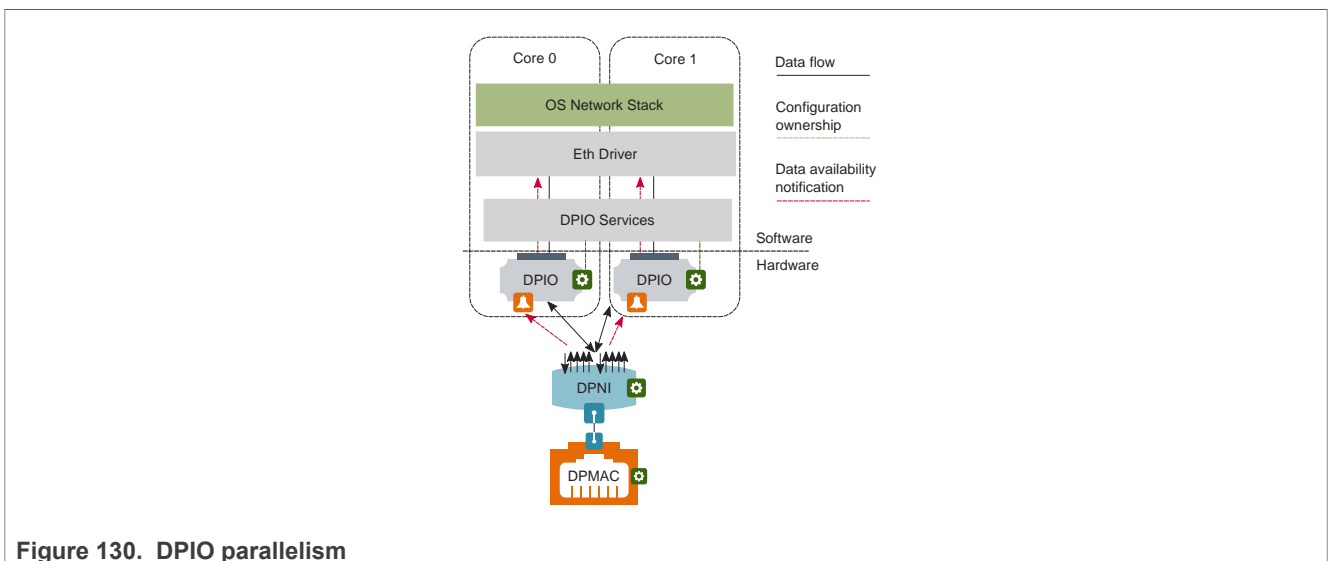 Core 0
Core 1
Data flow
OS Network Stack
Configuration
ownership
Eth Driver
Data availability
notification
DPIO Services
Software
Hardware
DPIO
DPIO
DPNI
DPMAC
Figure 130. DPIO parallelism